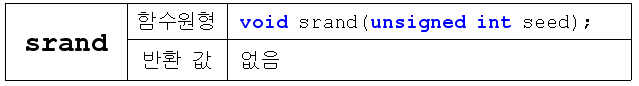 srand
함수원형
void srand(unsigned int seed);
반환 값
없음